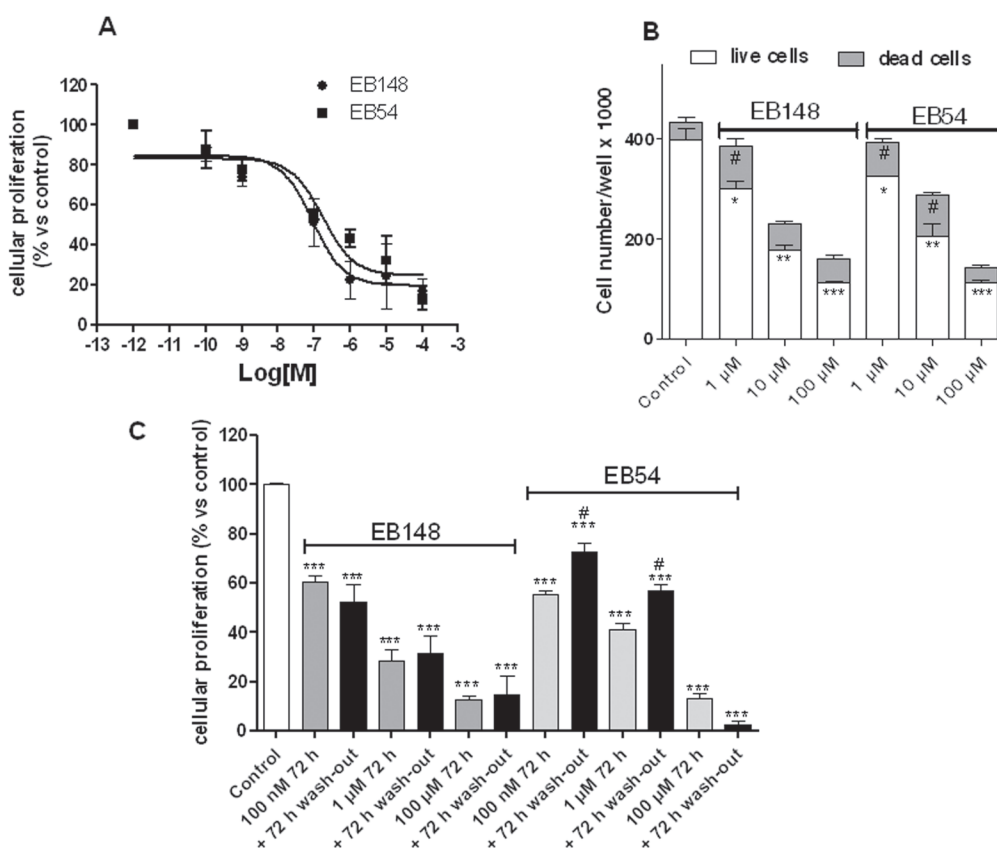 A
EB148
EB54
cellular proliferation
(% vs control)
120
100
80
60
40
20
0
-13 -12 -11 -10 -9 -8 -7 -6 -5 -4 -3
Log[M]
B
live cells dead cells
EB148 EB54
Cell number/well x 1000
400
200
0
# # #
* ** *** * ** ***
Control 1 µM 10 µM 100 µM 1 µM 10 µM 100 µM
C
cellular proliferation (% vs control)
120
100
80
60
40
20
0
EB148
EB54
*** *** *** *** *** *** *** # *** *** # *** *** ***
Control
100 nM 72 h
+ 72 h wash-out
1 µM 72 h
+ 72 h wash-out
100 µM 72 h
+ 72 h wash-out
100 nM 72 h
+ 72 h wash-out
1 µM 72 h
+ 72 h wash-out
100 µM 72 h
+ 72 h wash-out